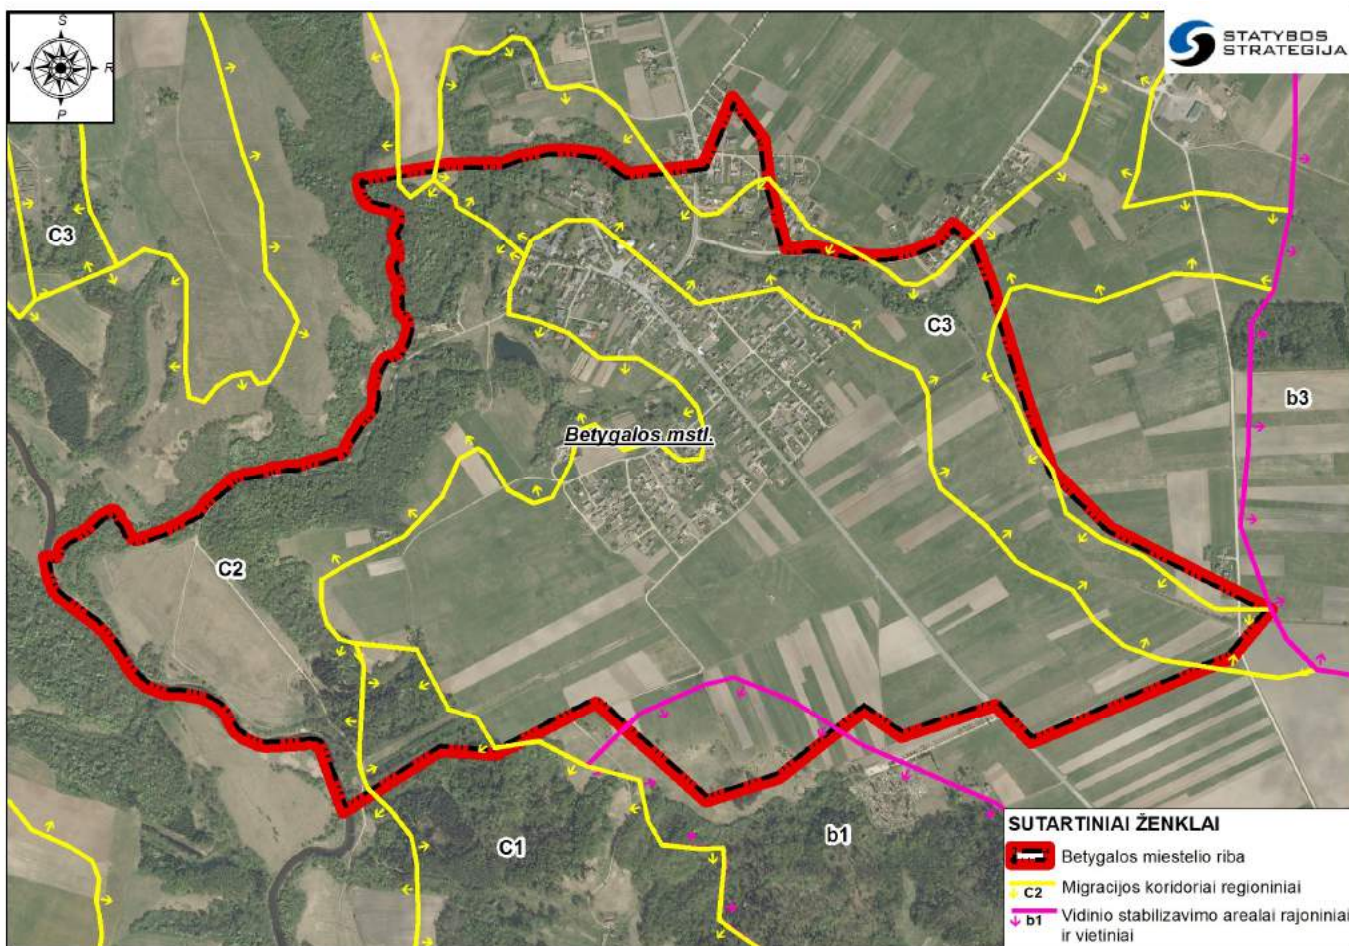 Š
V R
P
STATYBOS
STRATEGIJA
C3
C3
b3
Betygalos mstl.
C2
C1
b1
SUTARTINIAI ŽENKLAI
Betygalos miestelio riba
C2 Migracijos koridoriai regioniniai
b1 Vidinio stabilizavimo arealai rajoniniai
ir vietiniai